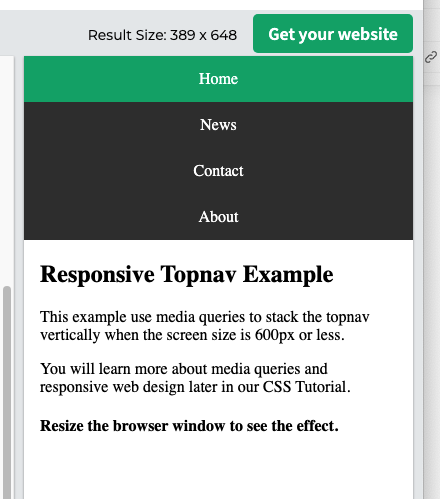 Result Size: 389 x 648 Get your website
Home
News
Contact
About
Responsive Topnav Example
This example use media queries to stack the topnav
vertically when the screen size is 600px or less.
You will learn more about media queries and
responsive web design later in our CSS Tutorial.
Resize the browser window to see the effect.